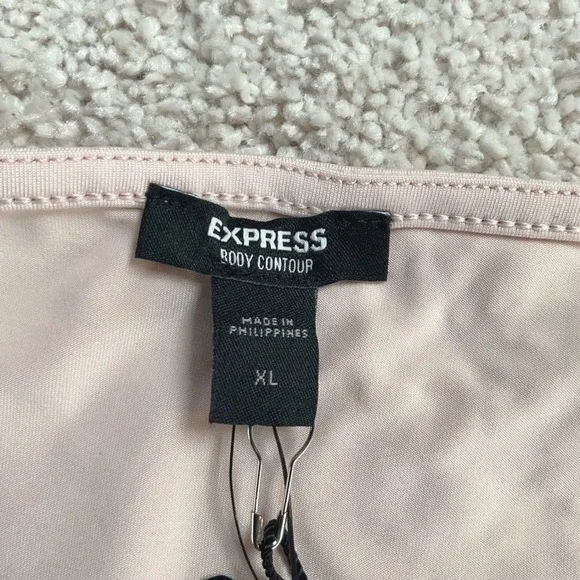 EXPRESS
BODY CONTOUR
MADE IN
PHILIPPINES
XL